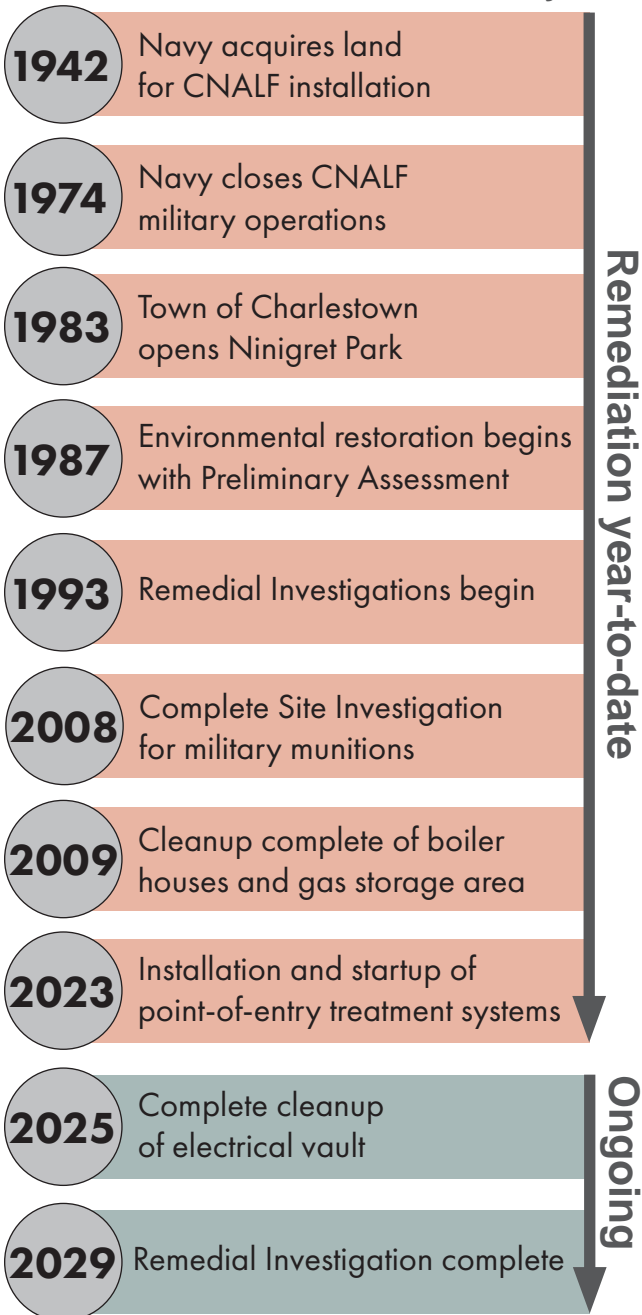 1942
Navy acquires land
for CNALF installation
1974
Navy closes CNALF
military operations
1983
Town of Charlestown
opens Ninigret Park
1987
Environmental restoration begins
with Preliminary Assessment
1993
Remedial Investigations begin
2008
Complete Site Investigation
for military munitions
2009
Cleanup complete of boiler
houses and gas storage area
2023
Installation and startup of
point-of-entry treatment systems
Remediation year-to-date
2025
Complete cleanup
of electrical vault
2029
Remedial Investigation complete
Ongoing